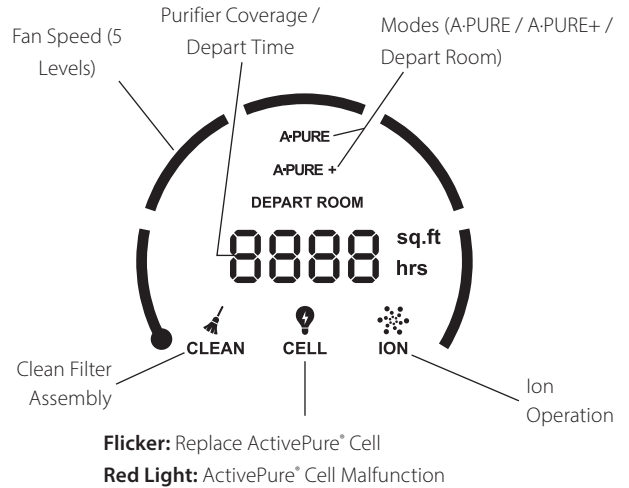 Purifier Coverage /
Depart Time
Fan Speed (5
Levels)
Modes (A·PURE / A·PURE+ /
Depart Room)
A·PURE
A·PURE +
DEPART ROOM
8888
sq.ft
hrs
CLEAN
CELL
ION
Clean Filter
Assembly
Ion
Operation
Flicker: Replace ActivePure® Cell
Red Light: ActivePure® Cell Malfunction